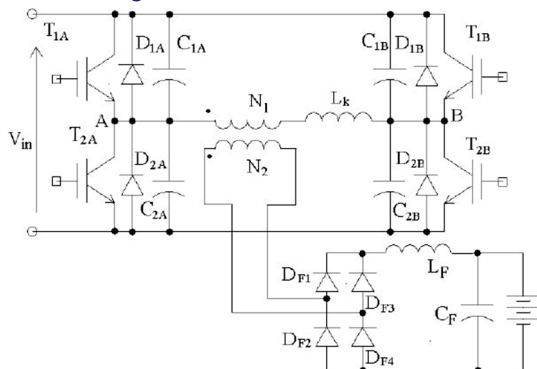 T1A
D1A
C1A
C1B
D1B
T1B
N1
Lk
A
B
Vin
T2A
D2A
N2
D2B
T2B
C2A
C2B
LF
DF1
DF3
CF
DF2
DF4